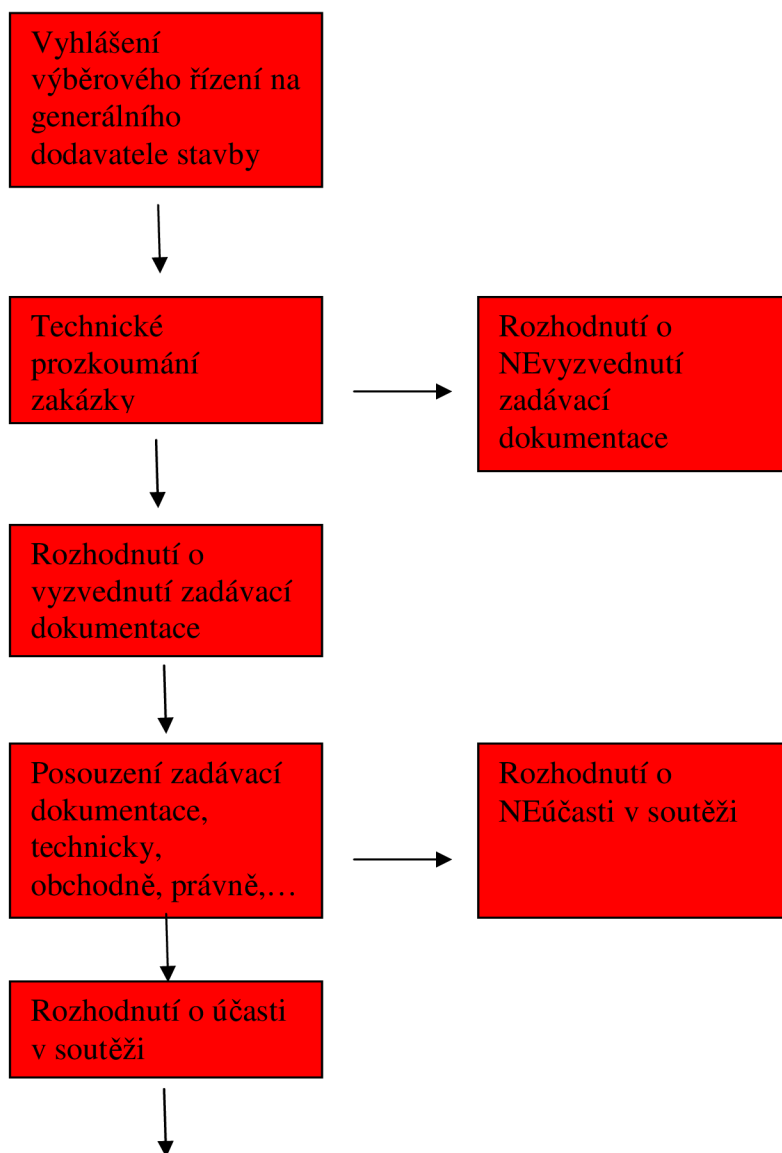 Vyhlášení
výběrového řízení na
generálního
dodavatele stavby
Technické
prozkoumání
zakázky
Rozhodnutí o
NEvyzvednutí
zadávací
dokumentace
Rozhodnutí o
vyzvednutí zadávací
dokumentace
Posouzení zadávací
dokumentace,
technicky,
obchodně, právně,…
Rozhodnutí o
NEúčasti v soutěži
Rozhodnutí o účasti
v soutěži